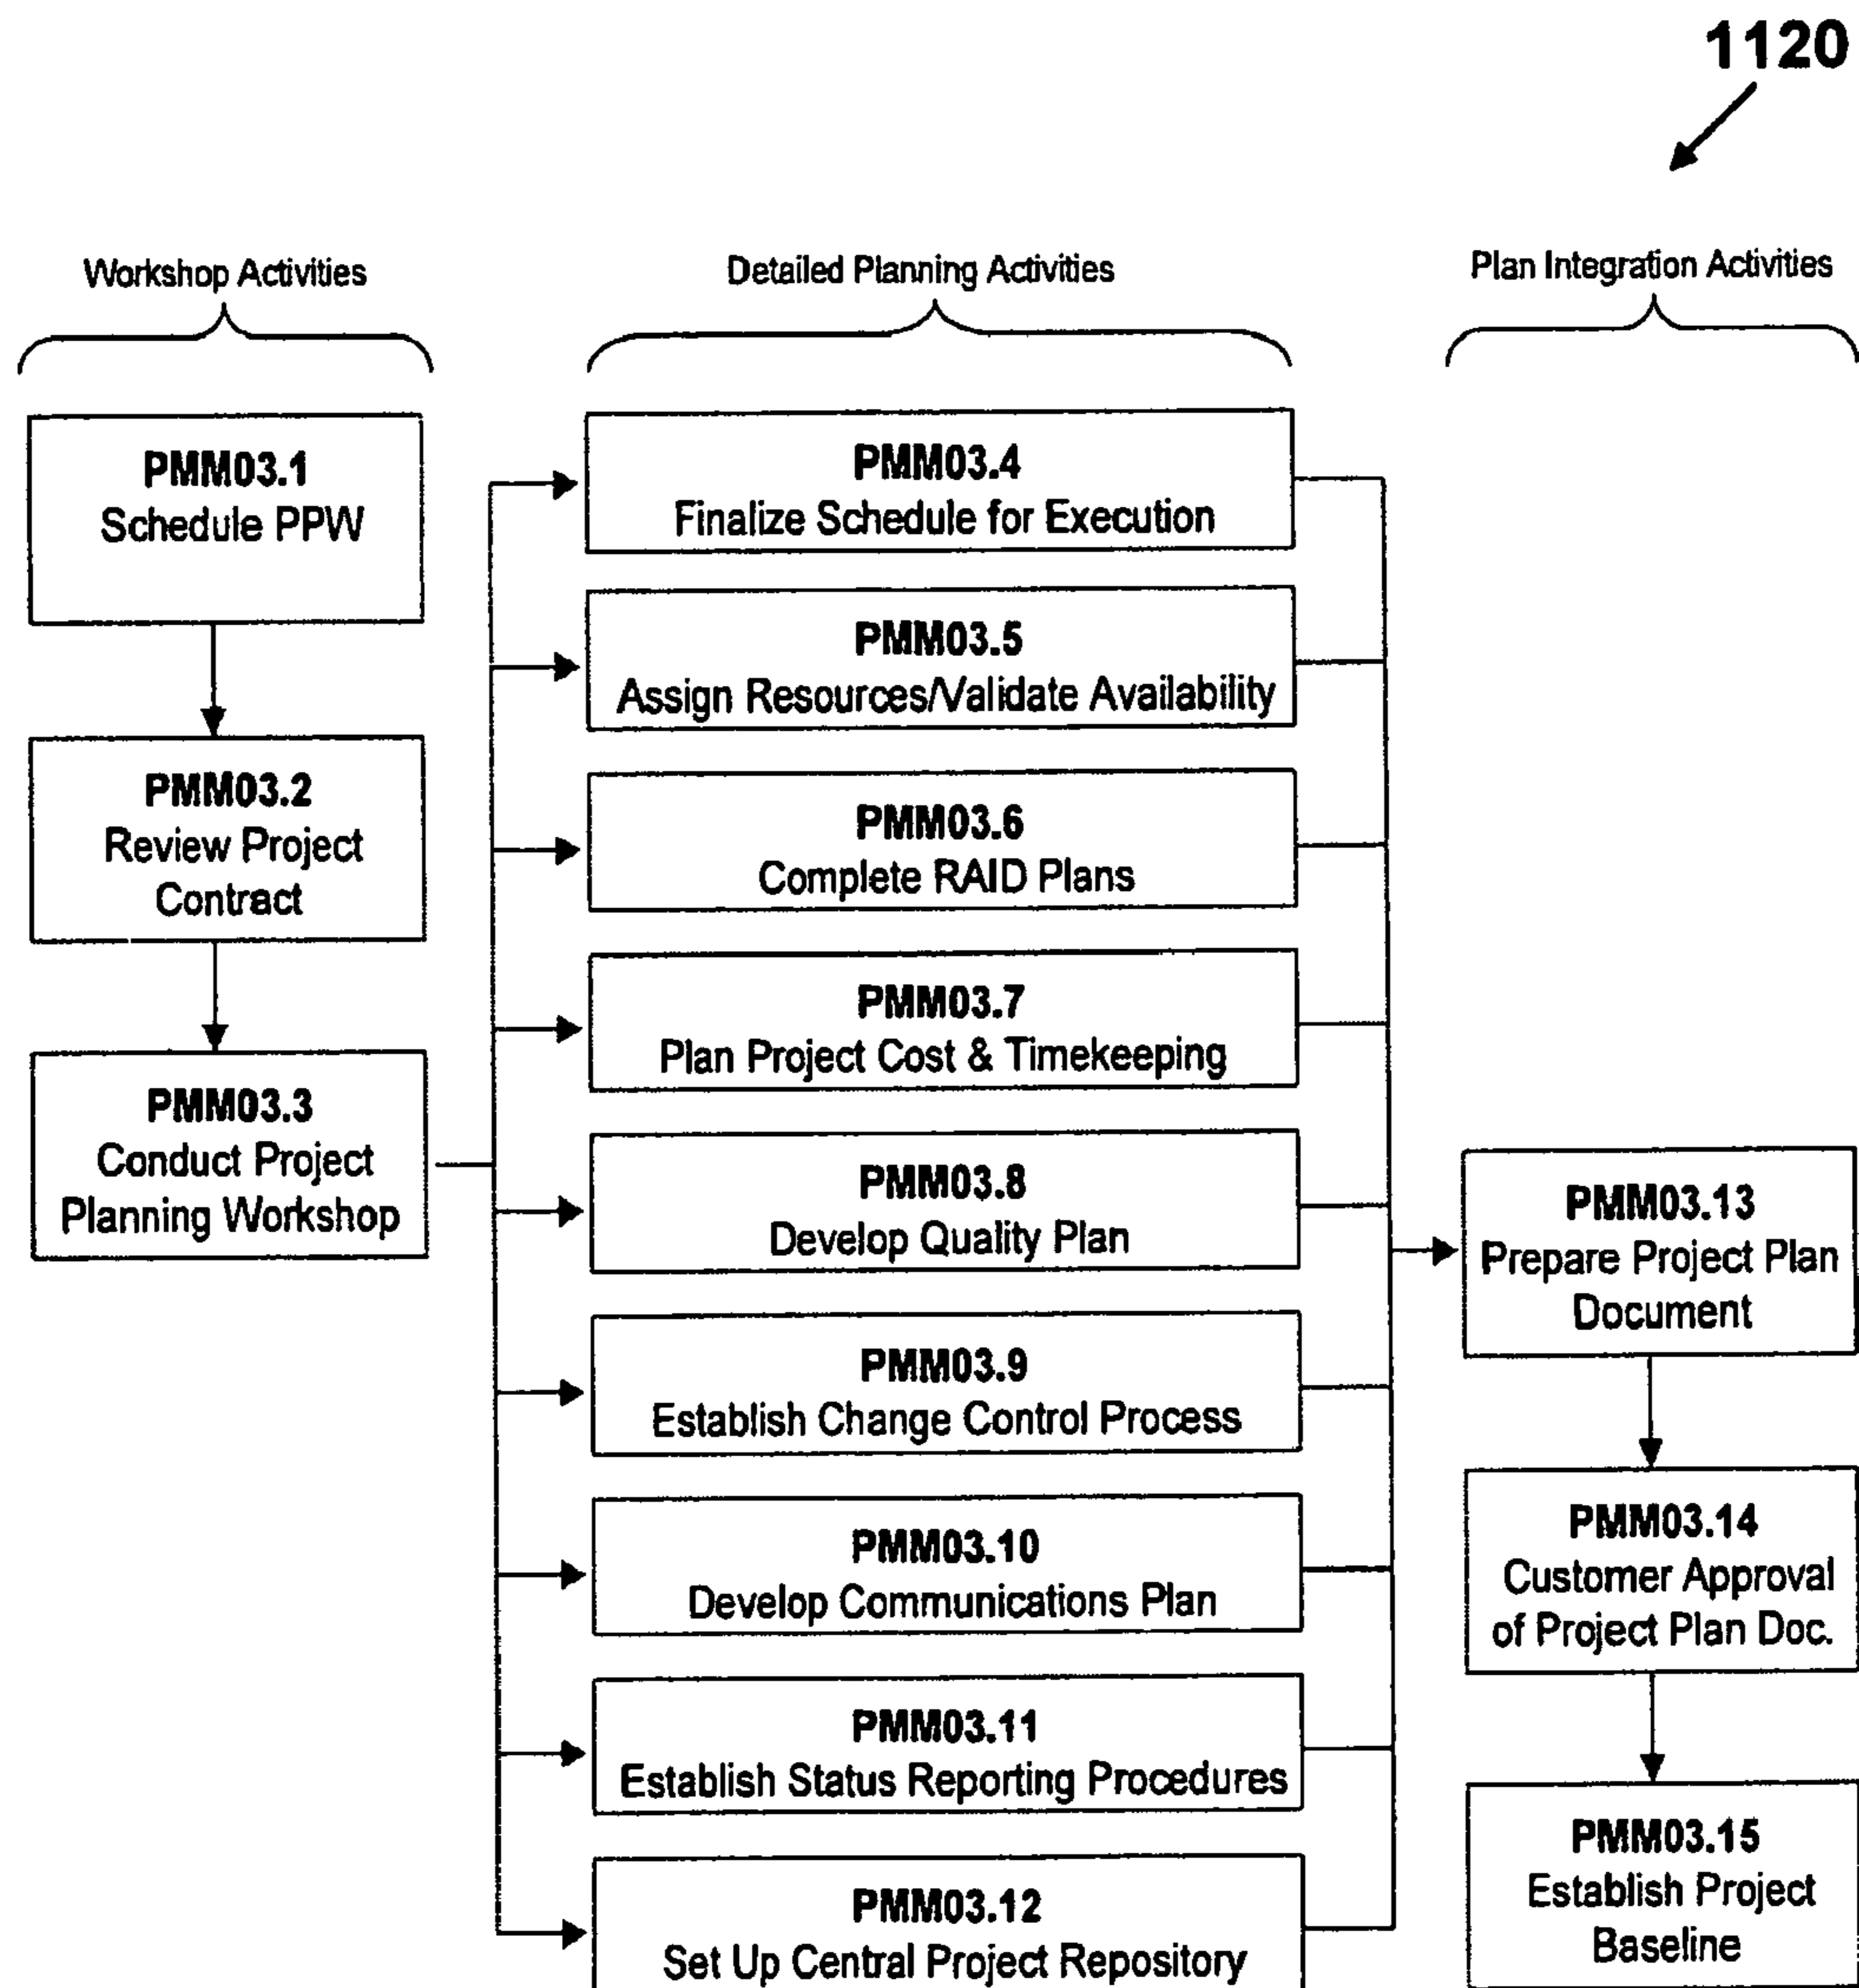 1120
Workshop Activities
Detailed Planning Activities
Plan Integration Activities
PMM03.1
Schedule PPW
PMM03.2
Review Project
Contract
PMM03.3
Conduct Project
Planning Workshop
PMM03.4
Finalize Schedule for Execution
PMM03.5
Assign Resources/Validate Availability
PMM03.6
Complete RAID Plans
PMM03.7
Plan Project Cost & Timekeeping
PMM03.8
Develop Quality Plan
PMM03.9
Establish Change Control Process
PMM03.10
Develop Communications Plan
PMM03.11
Establish Status Reporting Procedures
PMM03.12
Set Up Central Project Repository
PMM03.13
Prepare Project Plan
Document
PMM03.14
Customer Approval
of Project Plan Doc.
PMM03.15
Establish Project
Baseline